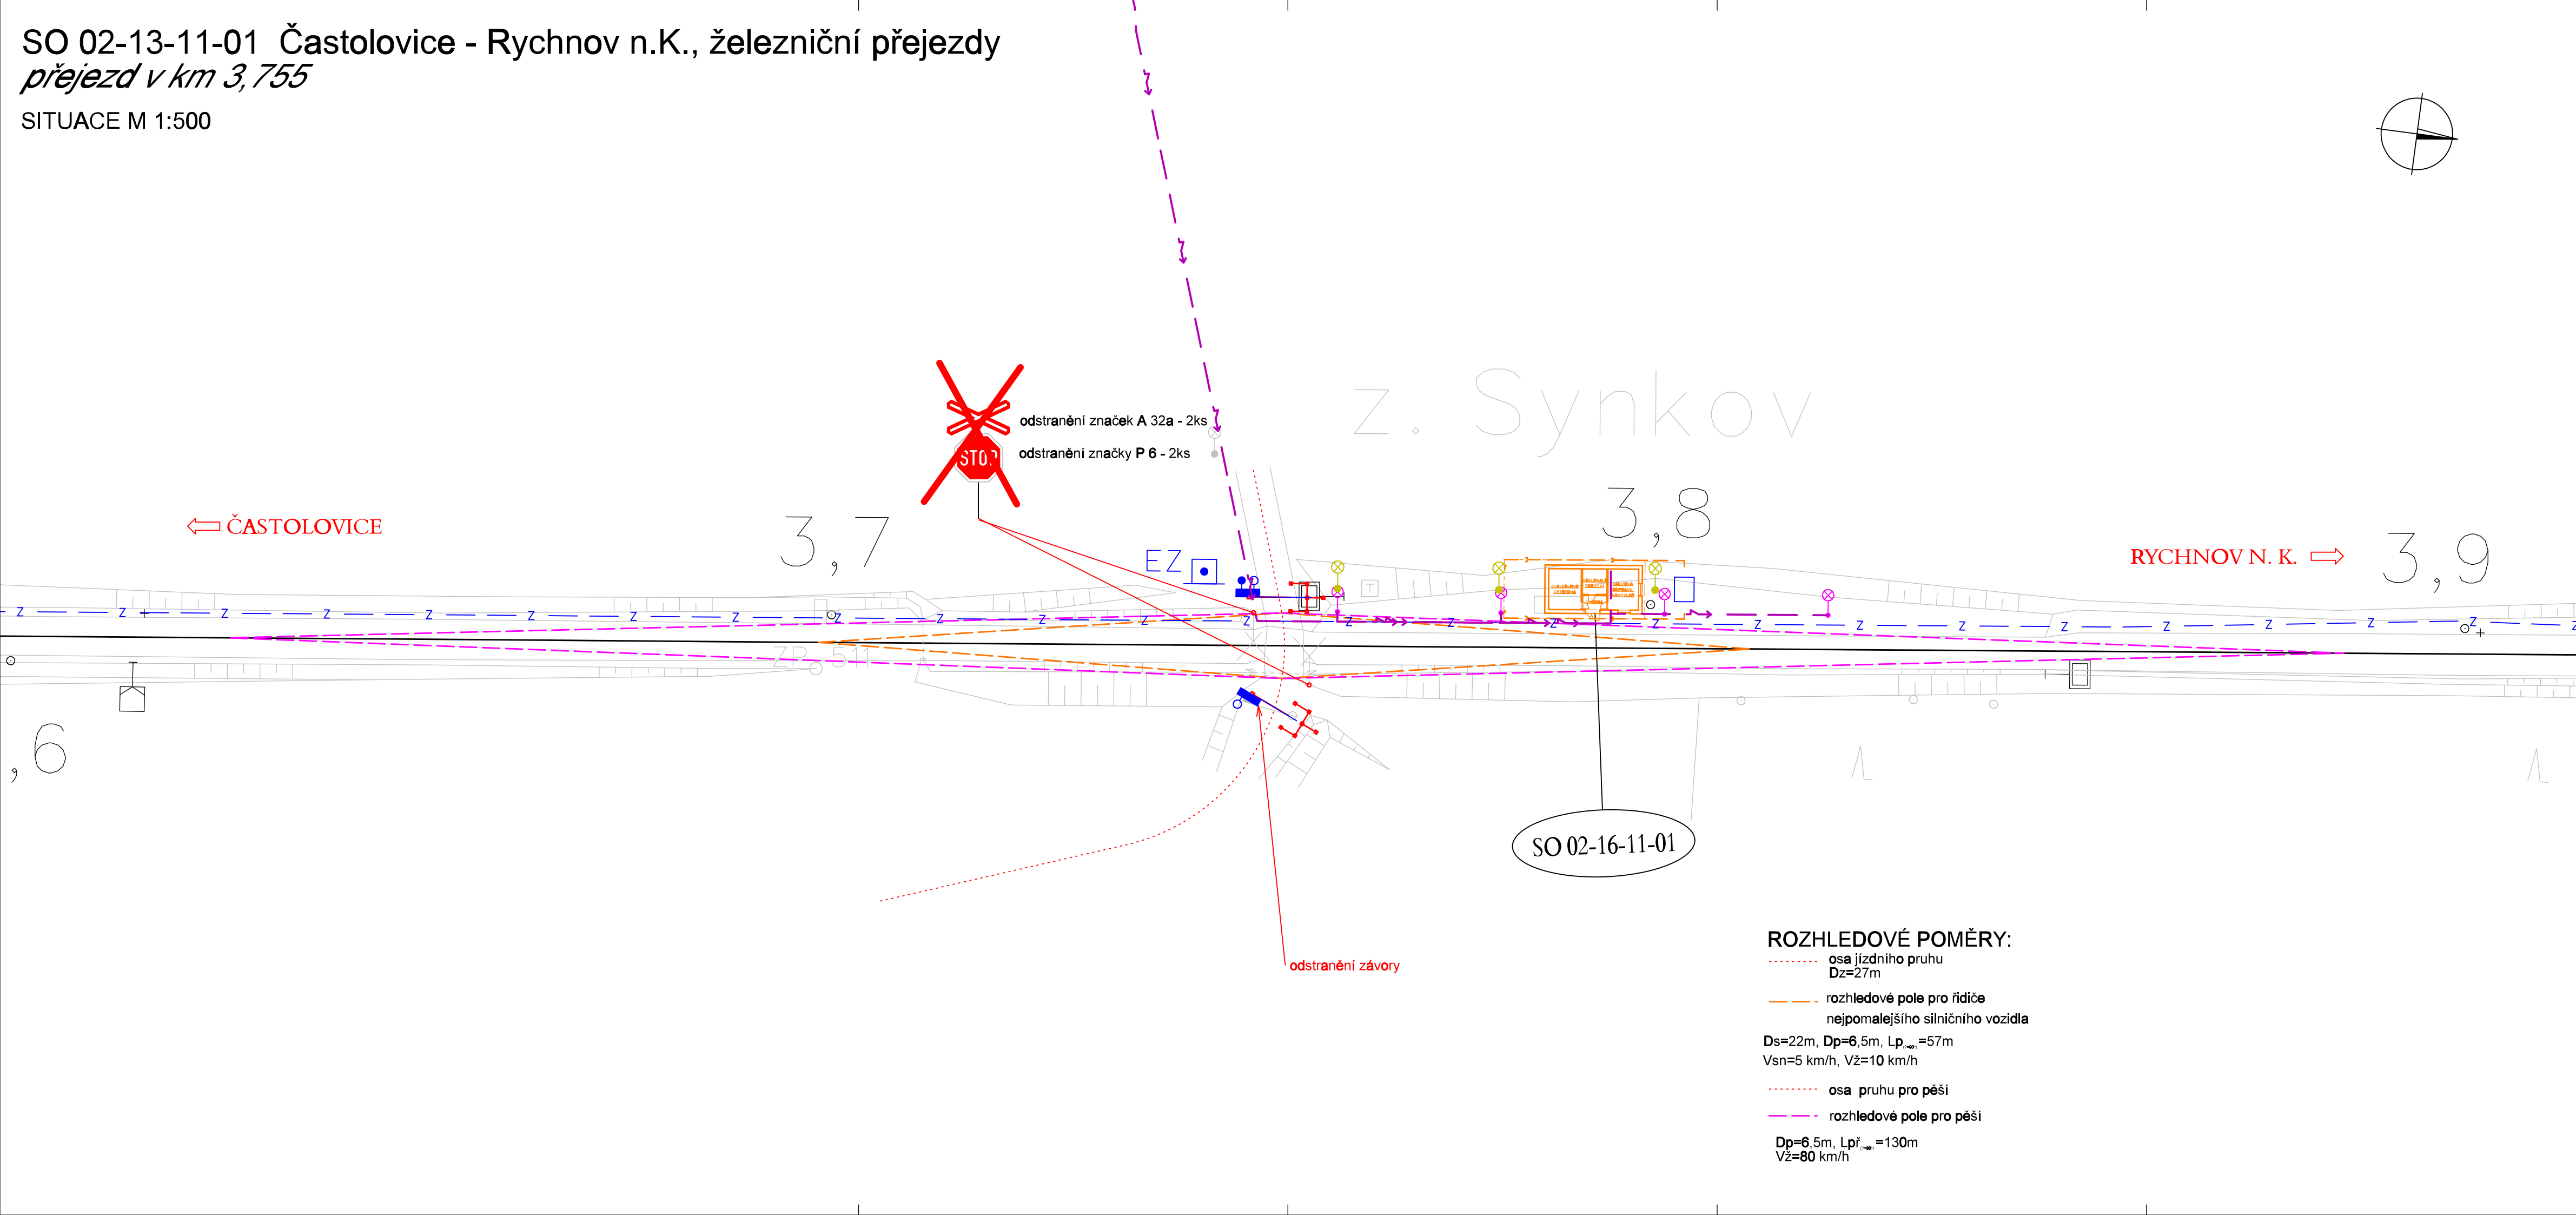 SO 02-13-11-01 Častolovice - Rychnov n.K., železniční přejezdy
přejezd v km 3,755
SITUACE M 1:500
odstranění značek A 32a - 2ks
STOP
odstranění značky P 6 - 2ks
z. Synkov
3,7
3,8
3,9
ČASTOLOVICE
RYCHNOV N. K.
EZ
Z Z Z Z Z Z Z Z Z Z Z Z Z Z Z Z Z Z Z Z Z Z Z Z Z Z
ZP 511
,6
SO 02-16-11-01
odstranění závory
ROZHLEDOVÉ POMĚRY:
osa jízdního pruhu
Dz=27m
rozhledové pole pro řidiče
nejpomalejšího silničního vozidla
Ds=22m, Dp=6,5m, Lp =57m
Vsn=5 km/h, Vž=10 km/h
osa pruhu pro pěší
rozhledové pole pro pěší
Dp=6,5m, Lpř =130m
Vž=80 km/h